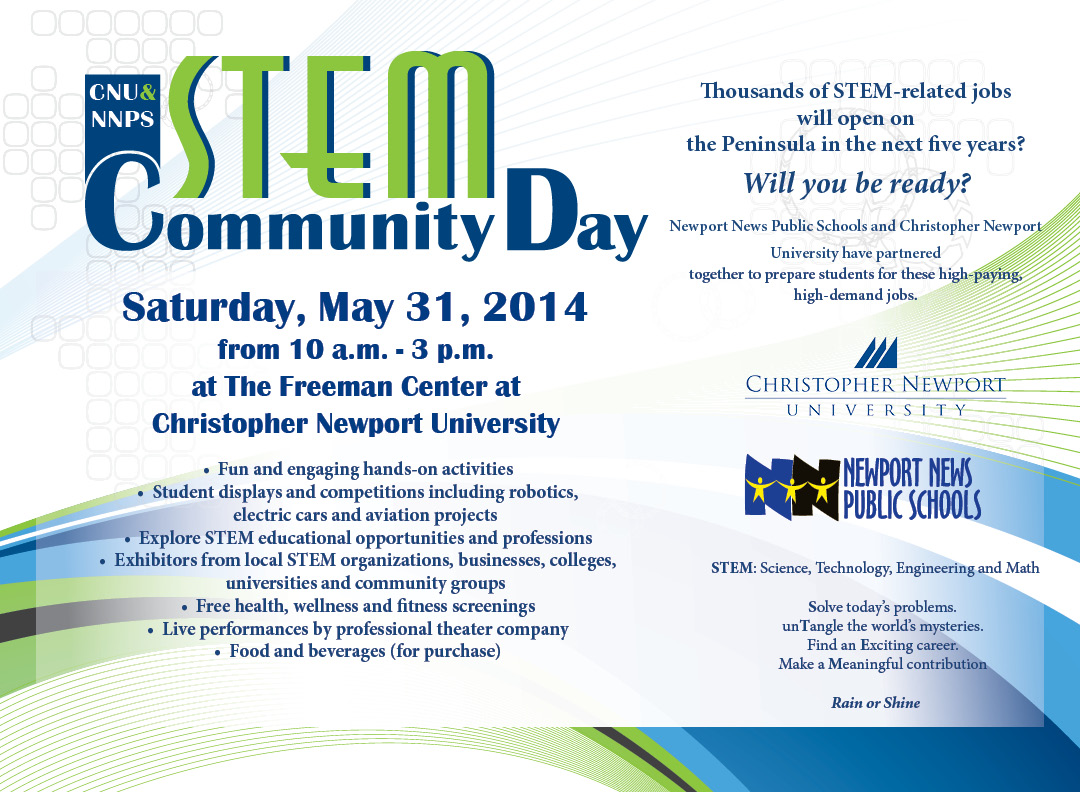 CNU&
NNPS
STEM
Community Day
Saturday, May 31, 2014
from 10 a.m. - 3 p.m.
at The Freeman Center at
Christopher Newport University
• Fun and engaging hands-on activities
• Student displays and competitions including robotics,
electric cars and aviation projects
• Explore STEM educational opportunities and professions
• Exhibitors from local STEM organizations, businesses, colleges,
universities and community groups
• Free health, wellness and fitness screenings
• Live performances by professional theater company
• Food and beverages (for purchase)
Thousands of STEM-related jobs
will open on
the Peninsula in the next five years?
Will you be ready?
Newport News Public Schools and Christopher Newport
University have partnered
together to prepare students for these high-paying,
high-demand jobs.
CHRISTOPHER NEWPORT
UNIVERSITY
NEWPORT NEWS
PUBLIC SCHOOLS
STEM: Science, Technology, Engineering and Math
Solve today's problems.
unTangle the world's mysteries.
Find an Exciting career.
Make a Meaningful contribution
Rain or Shine